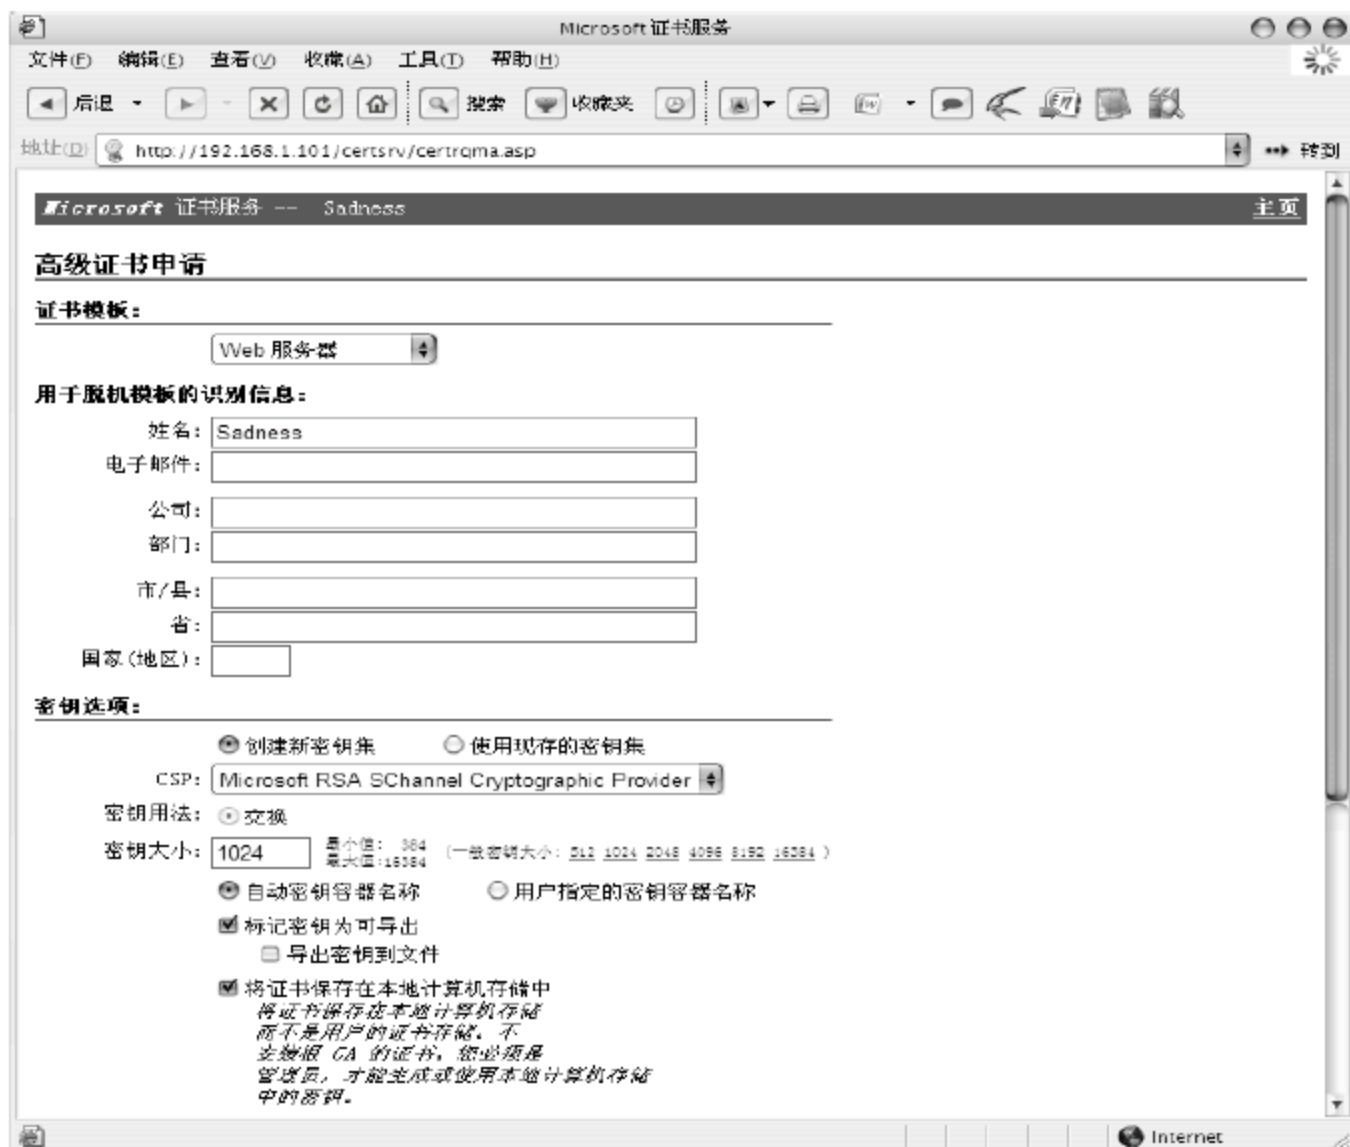 Microsoft 证书服务
文件(F) 编辑(E) 查看(V) 收藏(A) 工具(T) 帮助(H)
后退 搜索 收藏夹
地址(D) http://192.168.1.101/certsrv/certrqma.asp 转到
Microsoft 证书服务 -- Sadness 主页
高级证书申请
证书模板:
Web 服务器
用于脱机模板的识别信息:
姓名: Sadness
电子邮件:
公司:
部门:
市/县:
省:
国家(地区):
密钥选项:
创建新密钥集 使用现存的密钥集
CSP: Microsoft RSA SChannel Cryptographic Provider
密钥用法: 交换
密钥大小: 1024 最小值: 384 (一般密钥大小: 512 1024 2048 4096 8192 16384 )
最大值:16384
自动密钥容器名称 用户指定的密钥容器名称
标记密钥为可导出
导出密钥到文件
将证书保存在本地计算机存储中
将证书保存在本地计算机存储
而不是用户的证书存储。不
安装根 CA 的证书。您必须是
管理员，才能生成或使用本地计算机存储
中的密钥。
Internet